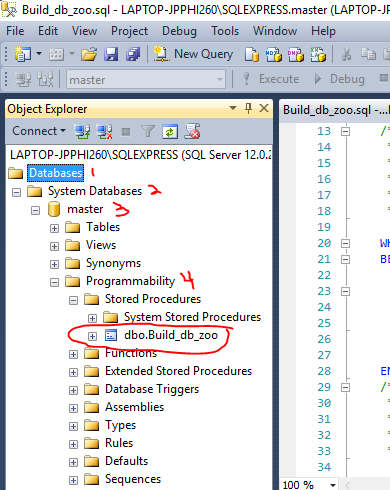 Build_db_zoo.sql - LAPTOP-JPPHI260\SQLEXPRESS.master (LAPTOP-JPPHI
File Edit View Project Debug Tools Window Help
New Query
master Execute Debug
Object Explorer
Connect
LAPTOP-JPPHI260\SQLEXPRESS (SQL Server 12.0.2
Databases 1
System Databases 2
master 3
Tables
Views
Synonyms
Programmability 4
Stored Procedures
System Stored Procedures
dbo.Build_db_zoo
Functions
Extended Stored Procedures
Database Triggers
Assemblies
Types
Rules
Defaults
Sequences
Build_db_zoo.sql -...L
13 /*
14 *
15 *
16 *
17 *
18 *
19
20 WH
21 BE
22
23
24
25
26
27
28 EN
29 /*
30 *
31 *
32 *
33 *
34
100 %